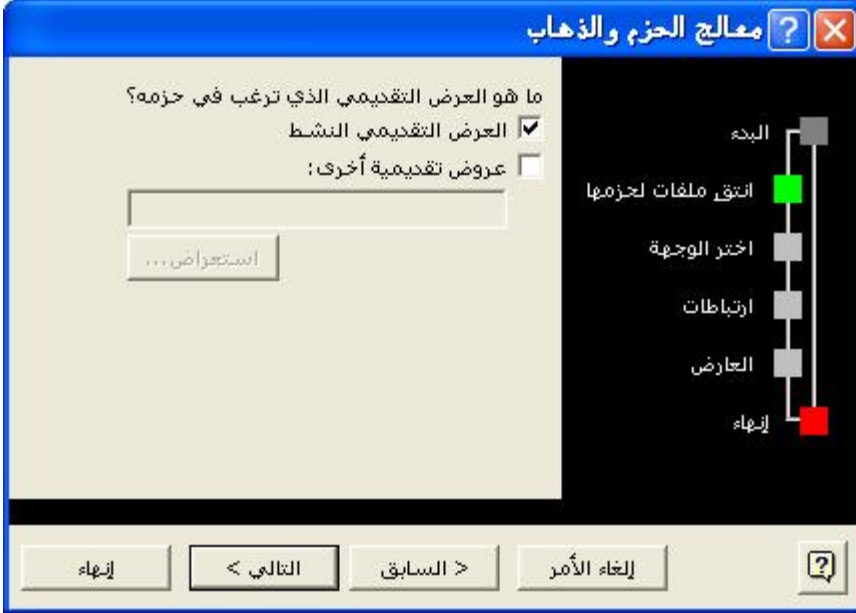 معالج الحزم والذهاب
البدء
انتق ملفات لحزمها
اختر الوجهة
ارتباطات
العارض
إنهاء
ما هو العرض التقديمي الذي ترغب في حزمه؟
العرض التقديمي النشط
عروض تقديمية أخرى:
استعراض...
إلغاء الأمر
< السابق
التالي >
إنهاء